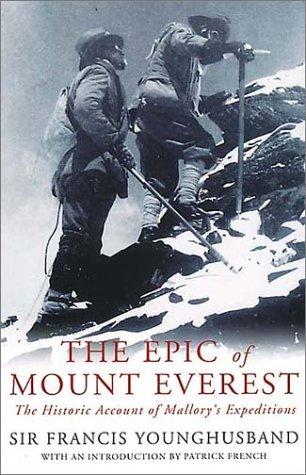 THE EPIC of
MOUNT EVEREST
The Historic Account of Mallory's Expeditions
SIR FRANCIS YOUNGHUSBAND
WITH AN INTRODUCTION BY PATRICK FRENCH